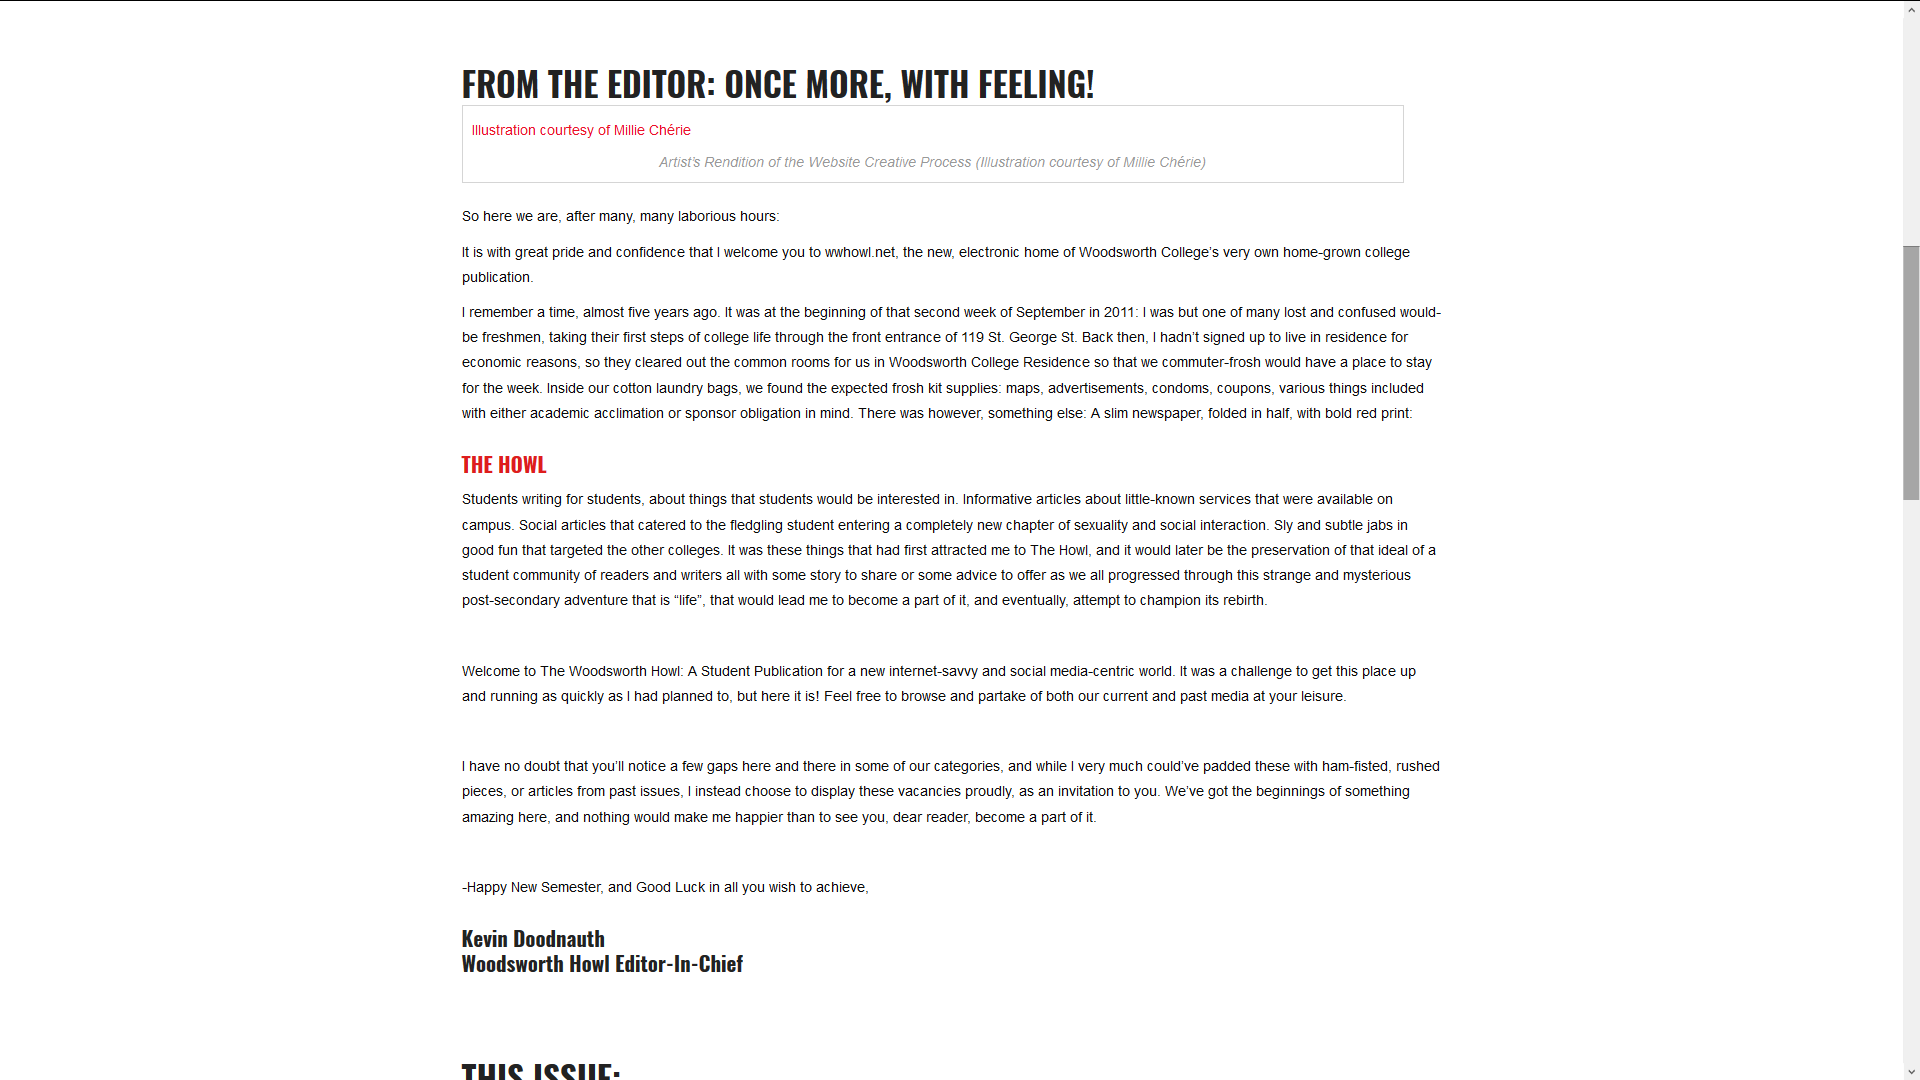 FROM THE EDITOR: ONCE MORE, WITH FEELING!
Illustration courtesy of Millie Chérie
Artist’s Rendition of the Website Creative Process (Illustration courtesy of Millie Chérie)
So here we are, after many, many laborious hours:
It is with great pride and confidence that I welcome you to wwhowl.net, the new, electronic home of Woodsworth College’s very own home-grown college
publication.
I remember a time, almost five years ago. It was at the beginning of that second week of September in 2011: I was but one of many lost and confused would-
be freshmen, taking their first steps of college life through the front entrance of 119 St. George St. Back then, I hadn’t signed up to live in residence for
economic reasons, so they cleared out the common rooms for us in Woodsworth College Residence so that we commuter-frosh would have a place to stay
for the week. Inside our cotton laundry bags, we found the expected frosh kit supplies: maps, advertisements, condoms, coupons, various things included
with either academic acclimation or sponsor obligation in mind. There was however, something else: A slim newspaper, folded in half, with bold red print:
THE HOWL
Students writing for students, about things that students would be interested in. Informative articles about little-known services that were available on
campus. Social articles that catered to the fledgling student entering a completely new chapter of sexuality and social interaction. Sly and subtle jabs in
good fun that targeted the other colleges. It was these things that had first attracted me to The Howl, and it would later be the preservation of that ideal of a
student community of readers and writers all with some story to share or some advice to offer as we all progressed through this strange and mysterious
post-secondary adventure that is “life”, that would lead me to become a part of it, and eventually, attempt to champion its rebirth.
Welcome to The Woodsworth Howl: A Student Publication for a new internet-savvy and social media-centric world. It was a challenge to get this place up
and running as quickly as I had planned to, but here it is! Feel free to browse and partake of both our current and past media at your leisure.
I have no doubt that you’ll notice a few gaps here and there in some of our categories, and while I very much could’ve padded these with ham-fisted, rushed
pieces, or articles from past issues, I instead choose to display these vacancies proudly, as an invitation to you. We’ve got the beginnings of something
amazing here, and nothing would make me happier than to see you, dear reader, become a part of it.
-Happy New Semester, and Good Luck in all you wish to achieve,
Kevin Doodnauth
Woodsworth Howl Editor-In-Chief
THIS ISSUE: